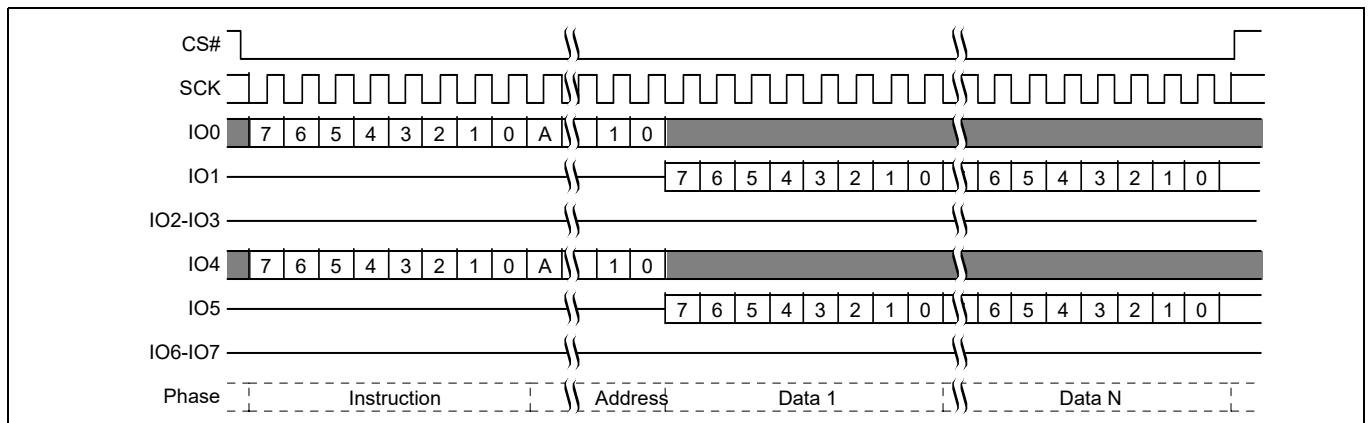 CS#
SCK
IO0 7 6 5 4 3 2 1 0 A 1 0
IO1 7 6 5 4 3 2 1 0 6 5 4 3 2 1 0
IO2-IO3
IO4 7 6 5 4 3 2 1 0 A 1 0
IO5 7 6 5 4 3 2 1 0 6 5 4 3 2 1 0
IO6-IO7
Phase Instruction Address Data 1 Data N